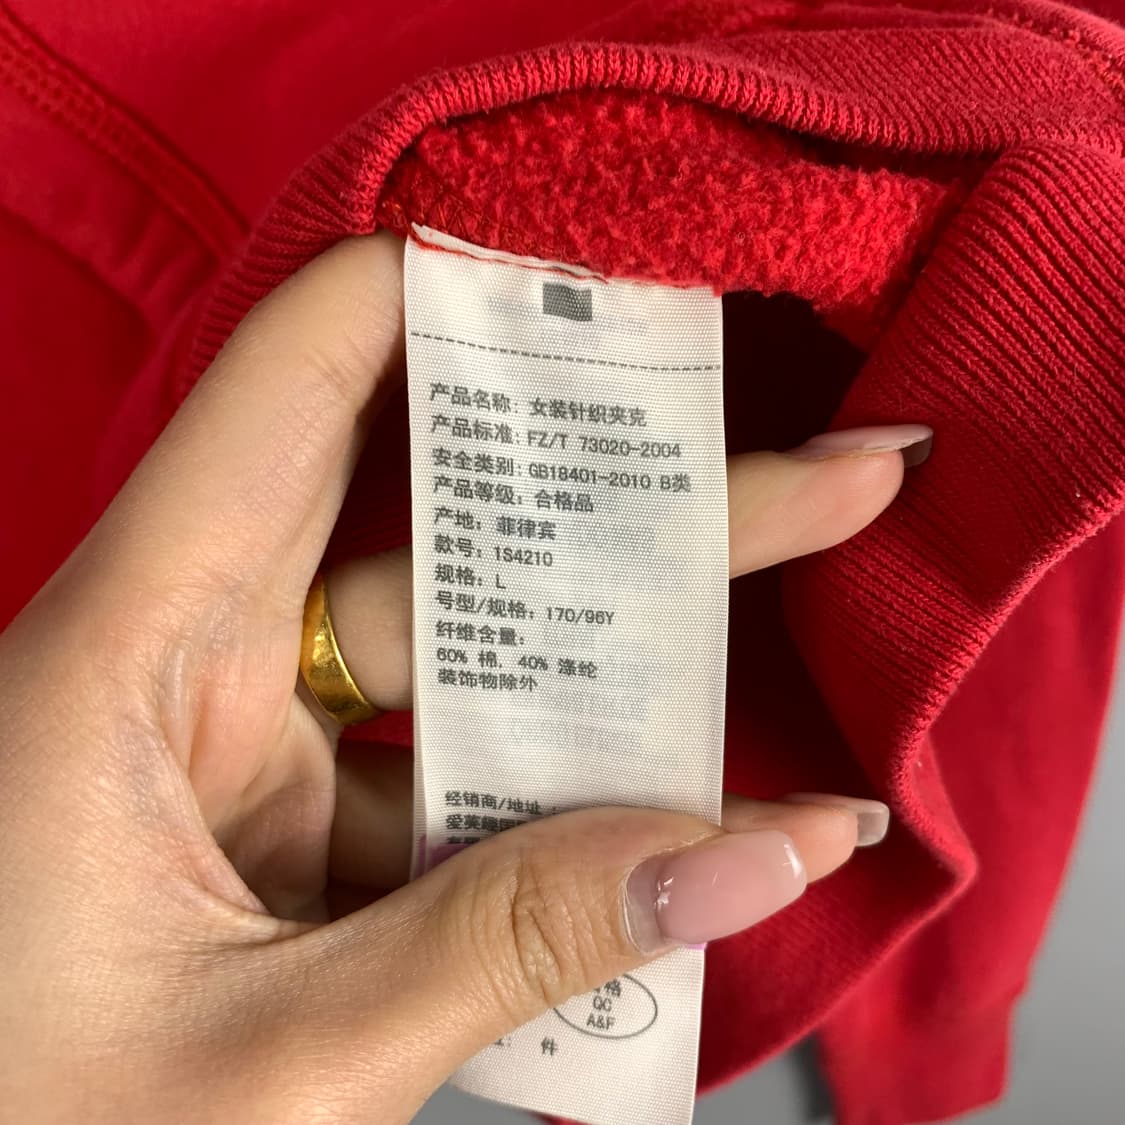 产品名称: 女装针织夹克
产品标准: FZ/T 73020-2004
安全类别: GB18401-2010 B类
产品等级: 合格品
产地: 菲律宾
款号: 1S4210
规格: L
号型/规格: 170/96Y
纤维含量:
60% 棉, 40% 涤纶
装饰物除外
经销商/地址:
爱芙
格
QC
A&F
: 件